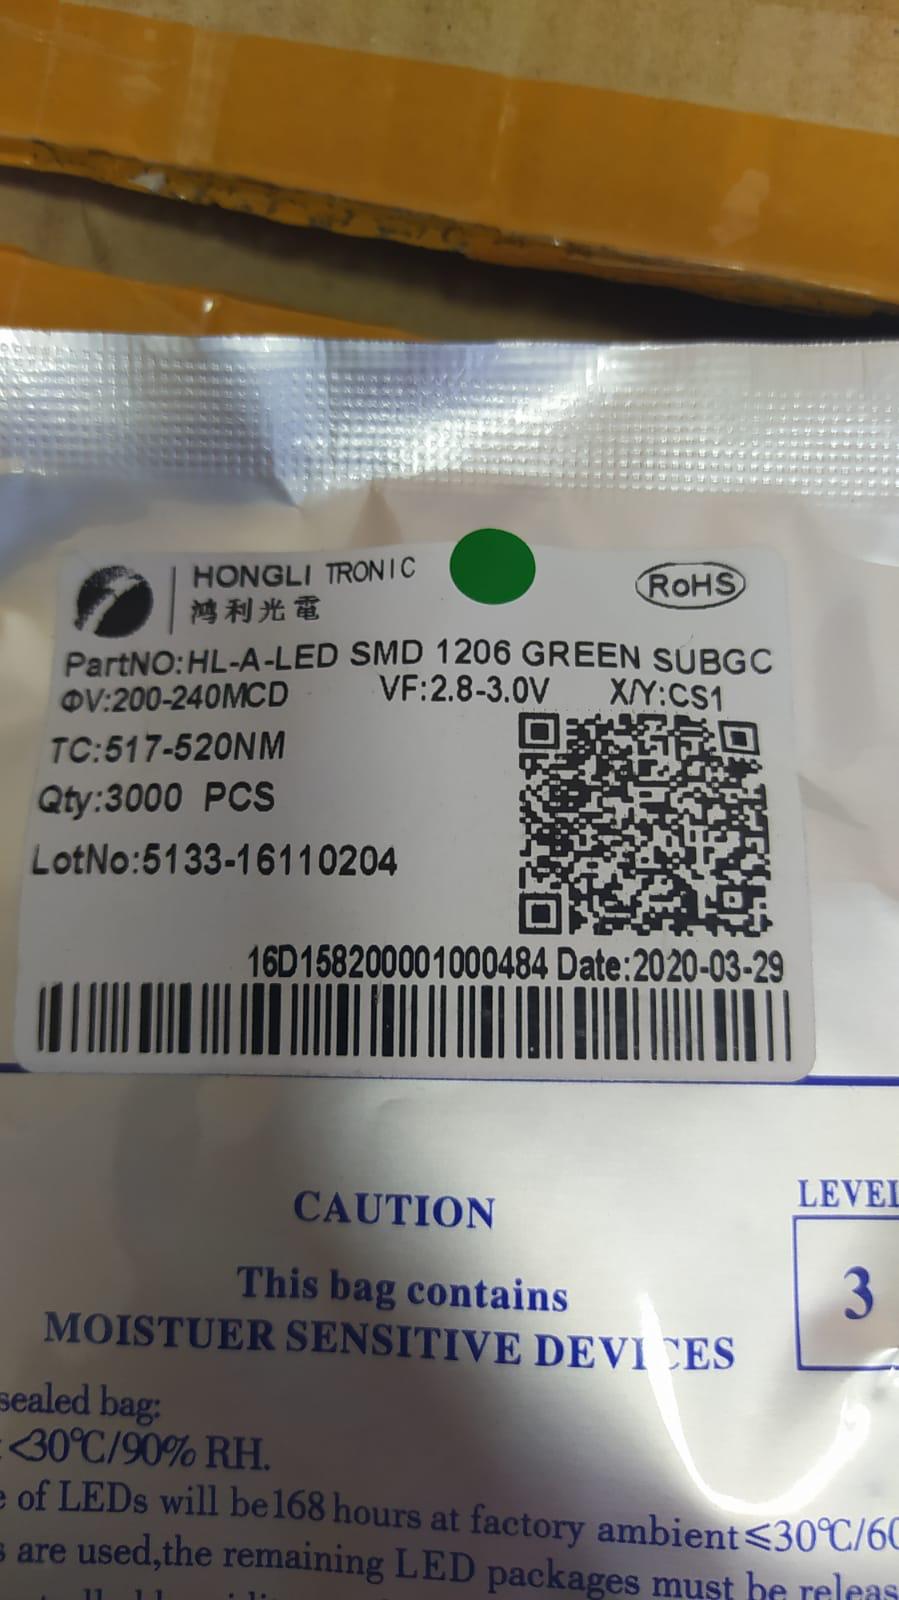 HONGLI TRONIC
鸿利光電
RoHS
PartNO:HL-A-LED SMD 1206 GREEN SUBGC
ΦV:200-240MCD VF:2.8-3.0V X/Y:CS1
TC:517-520NM
Qty:3000 PCS
LotNo:5133-16110204
16D158200001000484 Date:2020-03-29
CAUTION
LEVEL
3
This bag contains
MOISTUER SENSITIVE DEVICES
sealed bag:
<30℃/90% RH.
of LEDs will be168 hours at factory ambient≤30℃/60
are used,the remaining LED packages must be releas